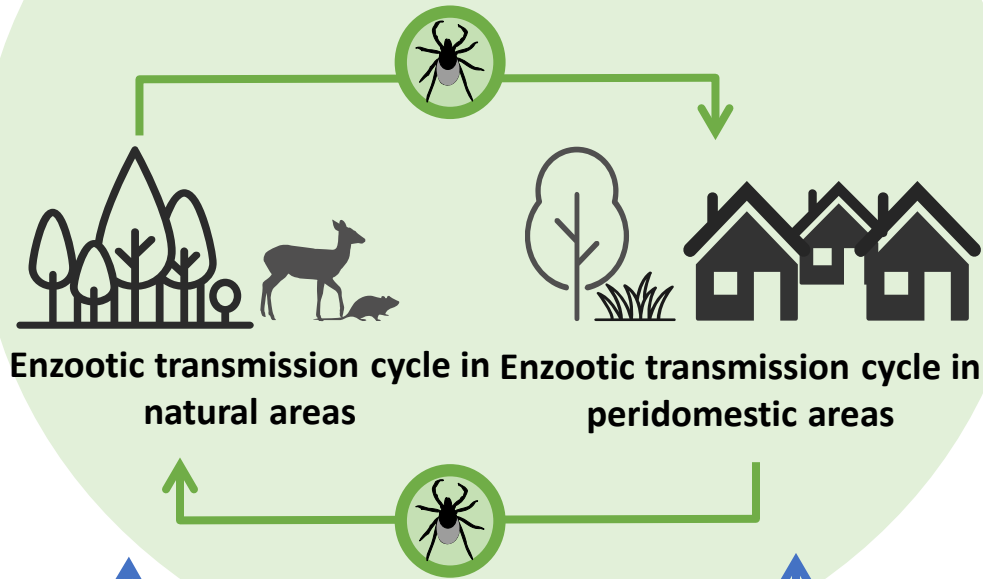 Enzootic transmission cycle in
natural areas
Enzootic transmission cycle in
peridomestic areas